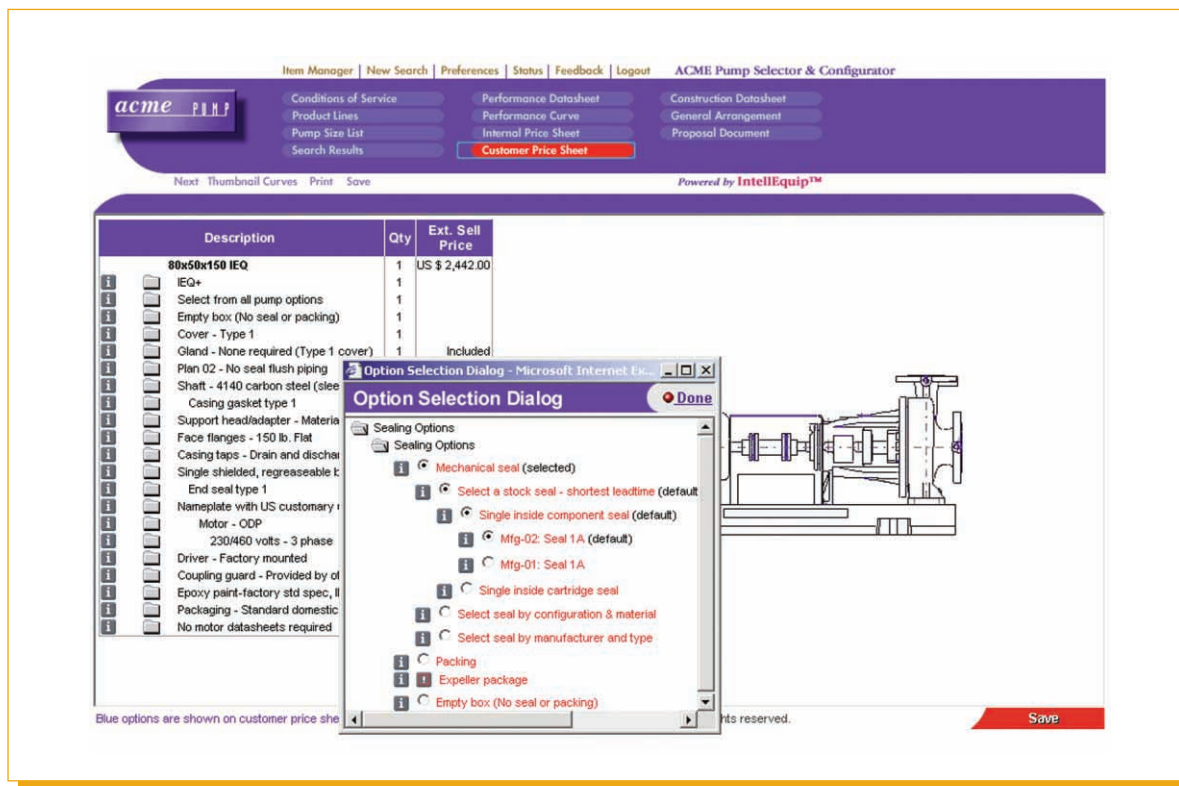 Item Manager | New Search | Preferences | Status | Feedback | Logout ACME Pump Selector & Configurator
acme PUMP
Conditions of Service Performance Datasheet Construction Datasheet
Product Lines Performance Curve General Arrangement
Pump Size List Internal Price Sheet Proposal Document
Search Results Customer Price Sheet
Next Thumbnail Curves Print Save Powered by IntellEquip™
Description Qty Ext. Sell Price
80x50x150 IEQ 1 US $ 2,442.00
IEQ+ 1
Select from all pump options 1
Empty box (No seal or packing) 1
Cover - Type 1 1
Gland - None required (Type 1 cover) 1 Included
Plan 02 - No seal flush piping
Shaft - 4140 carbon steel (slee
Casing gasket type 1
Support head/adapter - Materia
Face flanges - 150 lb. Flat
Casing taps - Drain and dischar
Single shielded, regreaseable b
End seal type 1
Nameplate with US customary
Motor - ODP
230/460 volts - 3 phase
Driver - Factory mounted
Coupling guard - Provided by of
Epoxy paint-factory std spec,
Packaging - Standard domestic
No motor datasheets required
Option Selection Dialog - Microsoft Internet Ex...
Option Selection Dialog Done
Sealing Options
Sealing Options
Mechanical seal (selected)
Select a stock seal - shortest leadtime (default
Single inside component seal (default)
Mfg-02: Seal 1A (default)
Mfg-01: Seal 1A
Single inside cartridge seal
Select seal by configuration & material
Select seal by manufacturer and type
Packing
Expeller package
Empty box (No seal or packing)
Blue options are shown on customer price she hts reserved. Save